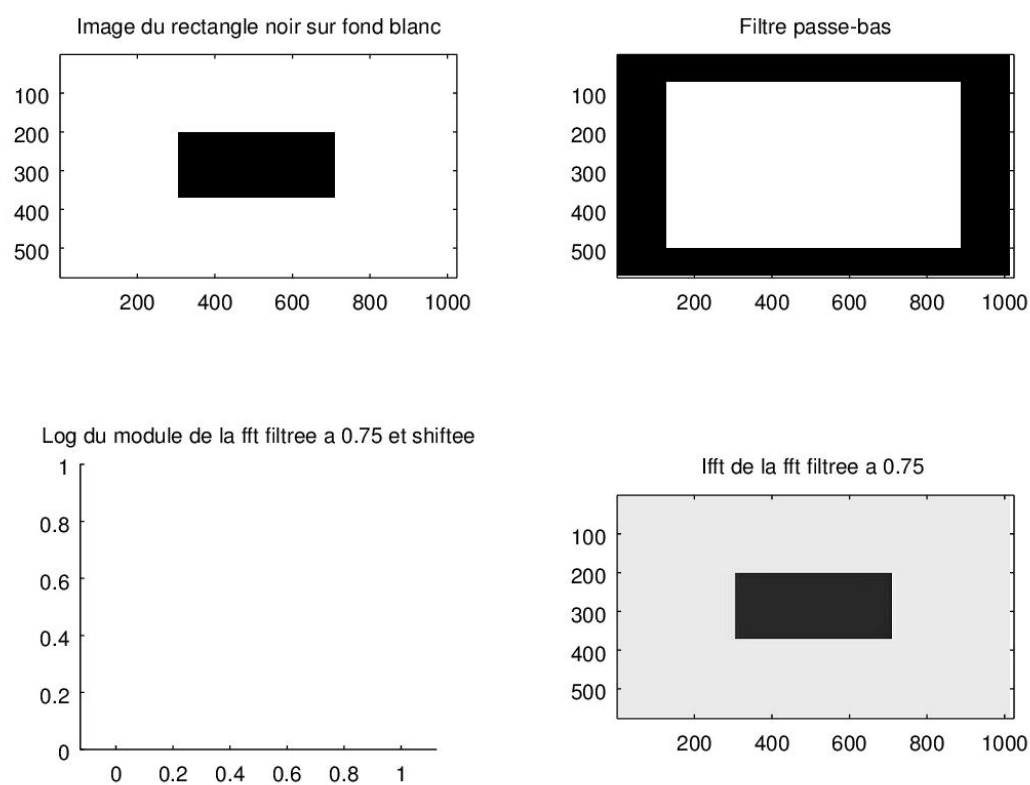 Image du rectangle noir sur fond blanc
100
200
300
400
500
200 400 600 800 1000
Filtre passe-bas
100
200
300
400
500
200 400 600 800 1000
Log du module de la fft filtree a 0.75 et shiftee
1
0.8
0.6
0.4
0.2
0
0 0.2 0.4 0.6 0.8 1
Ifft de la fft filtree a 0.75
100
200
300
400
500
200 400 600 800 1000